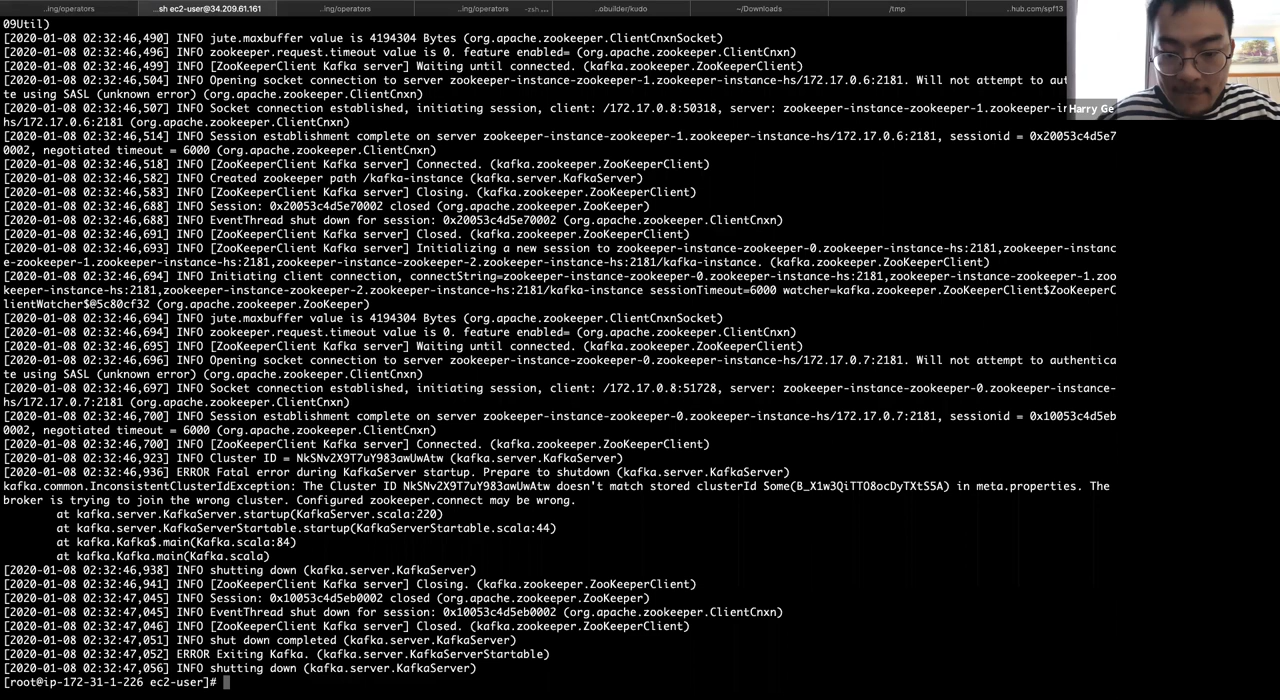 ..ing/operators
..sh ec2-user@34.209.61.161
..ing/operators
..ing/operators
-zsh...
..obuilder/kudo
~/Downloads
/tmp
..hub.com/spf13
09Util)
[2020-01-08 02:32:46,490] INFO jute.maxbuffer value is 4194304 Bytes (org.apache.zookeeper.ClientCnxnSocket)
[2020-01-08 02:32:46,496] INFO zookeeper.request.timeout value is 0. feature enabled= (org.apache.zookeeper.ClientCnxn)
[2020-01-08 02:32:46,499] INFO [ZooKeeperClient Kafka server] Waiting until connected. (kafka.zookeeper.ZooKeeperClient)
[2020-01-08 02:32:46,504] INFO Opening socket connection to server zookeeper-instance-zookeeper-1.zookeeper-instance-hs/172.17.0.6:2181. Will not attempt to aut
te using SASL (unknown error) (org.apache.zookeeper.ClientCnxn)
[2020-01-08 02:32:46,507] INFO Socket connection established, initiating session, client: /172.17.0.8:50318, server: zookeeper-instance-zookeeper-1.zookeeper-in
Harry Ge
hs/172.17.0.6:2181 (org.apache.zookeeper.ClientCnxn)
[2020-01-08 02:32:46,514] INFO Session establishment complete on server zookeeper-instance-zookeeper-1.zookeeper-instance-hs/172.17.0.6:2181, sessionid = 0x20053c4d5e7
0002, negotiated timeout = 6000 (org.apache.zookeeper.ClientCnxn)
[2020-01-08 02:32:46,518] INFO [ZooKeeperClient Kafka server] Connected. (kafka.zookeeper.ZooKeeperClient)
[2020-01-08 02:32:46,582] INFO Created zookeeper path /kafka-instance (kafka.server.KafkaServer)
[2020-01-08 02:32:46,583] INFO [ZooKeeperClient Kafka server] Closing. (kafka.zookeeper.ZooKeeperClient)
[2020-01-08 02:32:46,688] INFO Session: 0x20053c4d5e70002 closed (org.apache.zookeeper.ZooKeeper)
[2020-01-08 02:32:46,688] INFO EventThread shut down for session: 0x20053c4d5e70002 (org.apache.zookeeper.ClientCnxn)
[2020-01-08 02:32:46,691] INFO [ZooKeeperClient Kafka server] Closed. (kafka.zookeeper.ZooKeeperClient)
[2020-01-08 02:32:46,693] INFO [ZooKeeperClient Kafka server] Initializing a new session to zookeeper-instance-zookeeper-0.zookeeper-instance-hs:2181,zookeeper-instanc
e-zookeeper-1.zookeeper-instance-hs:2181,zookeeper-instance-zookeeper-2.zookeeper-instance-hs:2181/kafka-instance. (kafka.zookeeper.ZooKeeperClient)
[2020-01-08 02:32:46,694] INFO Initiating client connection, connectString=zookeeper-instance-zookeeper-0.zookeeper-instance-hs:2181,zookeeper-instance-zookeeper-1.zoo
keeper-instance-hs:2181,zookeeper-instance-zookeeper-2.zookeeper-instance-hs:2181/kafka-instance sessionTimeout=6000 watcher=kafka.zookeeper.ZooKeeperClient$ZooKeeperC
lientWatcher$@5c80cf32 (org.apache.zookeeper.ZooKeeper)
[2020-01-08 02:32:46,694] INFO jute.maxbuffer value is 4194304 Bytes (org.apache.zookeeper.ClientCnxnSocket)
[2020-01-08 02:32:46,694] INFO zookeeper.request.timeout value is 0. feature enabled= (org.apache.zookeeper.ClientCnxn)
[2020-01-08 02:32:46,695] INFO [ZooKeeperClient Kafka server] Waiting until connected. (kafka.zookeeper.ZooKeeperClient)
[2020-01-08 02:32:46,696] INFO Opening socket connection to server zookeeper-instance-zookeeper-0.zookeeper-instance-hs/172.17.0.7:2181. Will not attempt to authentica
te using SASL (unknown error) (org.apache.zookeeper.ClientCnxn)
[2020-01-08 02:32:46,697] INFO Socket connection established, initiating session, client: /172.17.0.8:51728, server: zookeeper-instance-zookeeper-0.zookeeper-instance-
hs/172.17.0.7:2181 (org.apache.zookeeper.ClientCnxn)
[2020-01-08 02:32:46,700] INFO Session establishment complete on server zookeeper-instance-zookeeper-0.zookeeper-instance-hs/172.17.0.7:2181, sessionid = 0x10053c4d5eb
0002, negotiated timeout = 6000 (org.apache.zookeeper.ClientCnxn)
[2020-01-08 02:32:46,700] INFO [ZooKeeperClient Kafka server] Connected. (kafka.zookeeper.ZooKeeperClient)
[2020-01-08 02:32:46,923] INFO Cluster ID = NkSNv2X9T7uY983awUwAtw (kafka.server.KafkaServer)
[2020-01-08 02:32:46,936] ERROR Fatal error during KafkaServer startup. Prepare to shutdown (kafka.server.KafkaServer)
kafka.common.InconsistentClusterIdException: The Cluster ID NkSNv2X9T7uY983awUwAtw doesn't match stored clusterId Some(B_X1w3QiTTO8ocDyTXtS5A) in meta.properties. The
broker is trying to join the wrong cluster. Configured zookeeper.connect may be wrong.
at kafka.server.KafkaServer.startup(KafkaServer.scala:220)
at kafka.server.KafkaServerStartable.startup(KafkaServerStartable.scala:44)
at kafka.Kafka$.main(Kafka.scala:84)
at kafka.Kafka.main(Kafka.scala)
[2020-01-08 02:32:46,938] INFO shutting down (kafka.server.KafkaServer)
[2020-01-08 02:32:46,941] INFO [ZooKeeperClient Kafka server] Closing. (kafka.zookeeper.ZooKeeperClient)
[2020-01-08 02:32:47,045] INFO Session: 0x10053c4d5eb0002 closed (org.apache.zookeeper.ZooKeeper)
[2020-01-08 02:32:47,045] INFO EventThread shut down for session: 0x10053c4d5eb0002 (org.apache.zookeeper.ClientCnxn)
[2020-01-08 02:32:47,046] INFO [ZooKeeperClient Kafka server] Closed. (kafka.zookeeper.ZooKeeperClient)
[2020-01-08 02:32:47,051] INFO shut down completed (kafka.server.KafkaServer)
[2020-01-08 02:32:47,052] ERROR Exiting Kafka. (kafka.server.KafkaServerStartable)
[2020-01-08 02:32:47,056] INFO shutting down (kafka.server.KafkaServer)
[root@ip-172-31-1-226 ec2-user]#